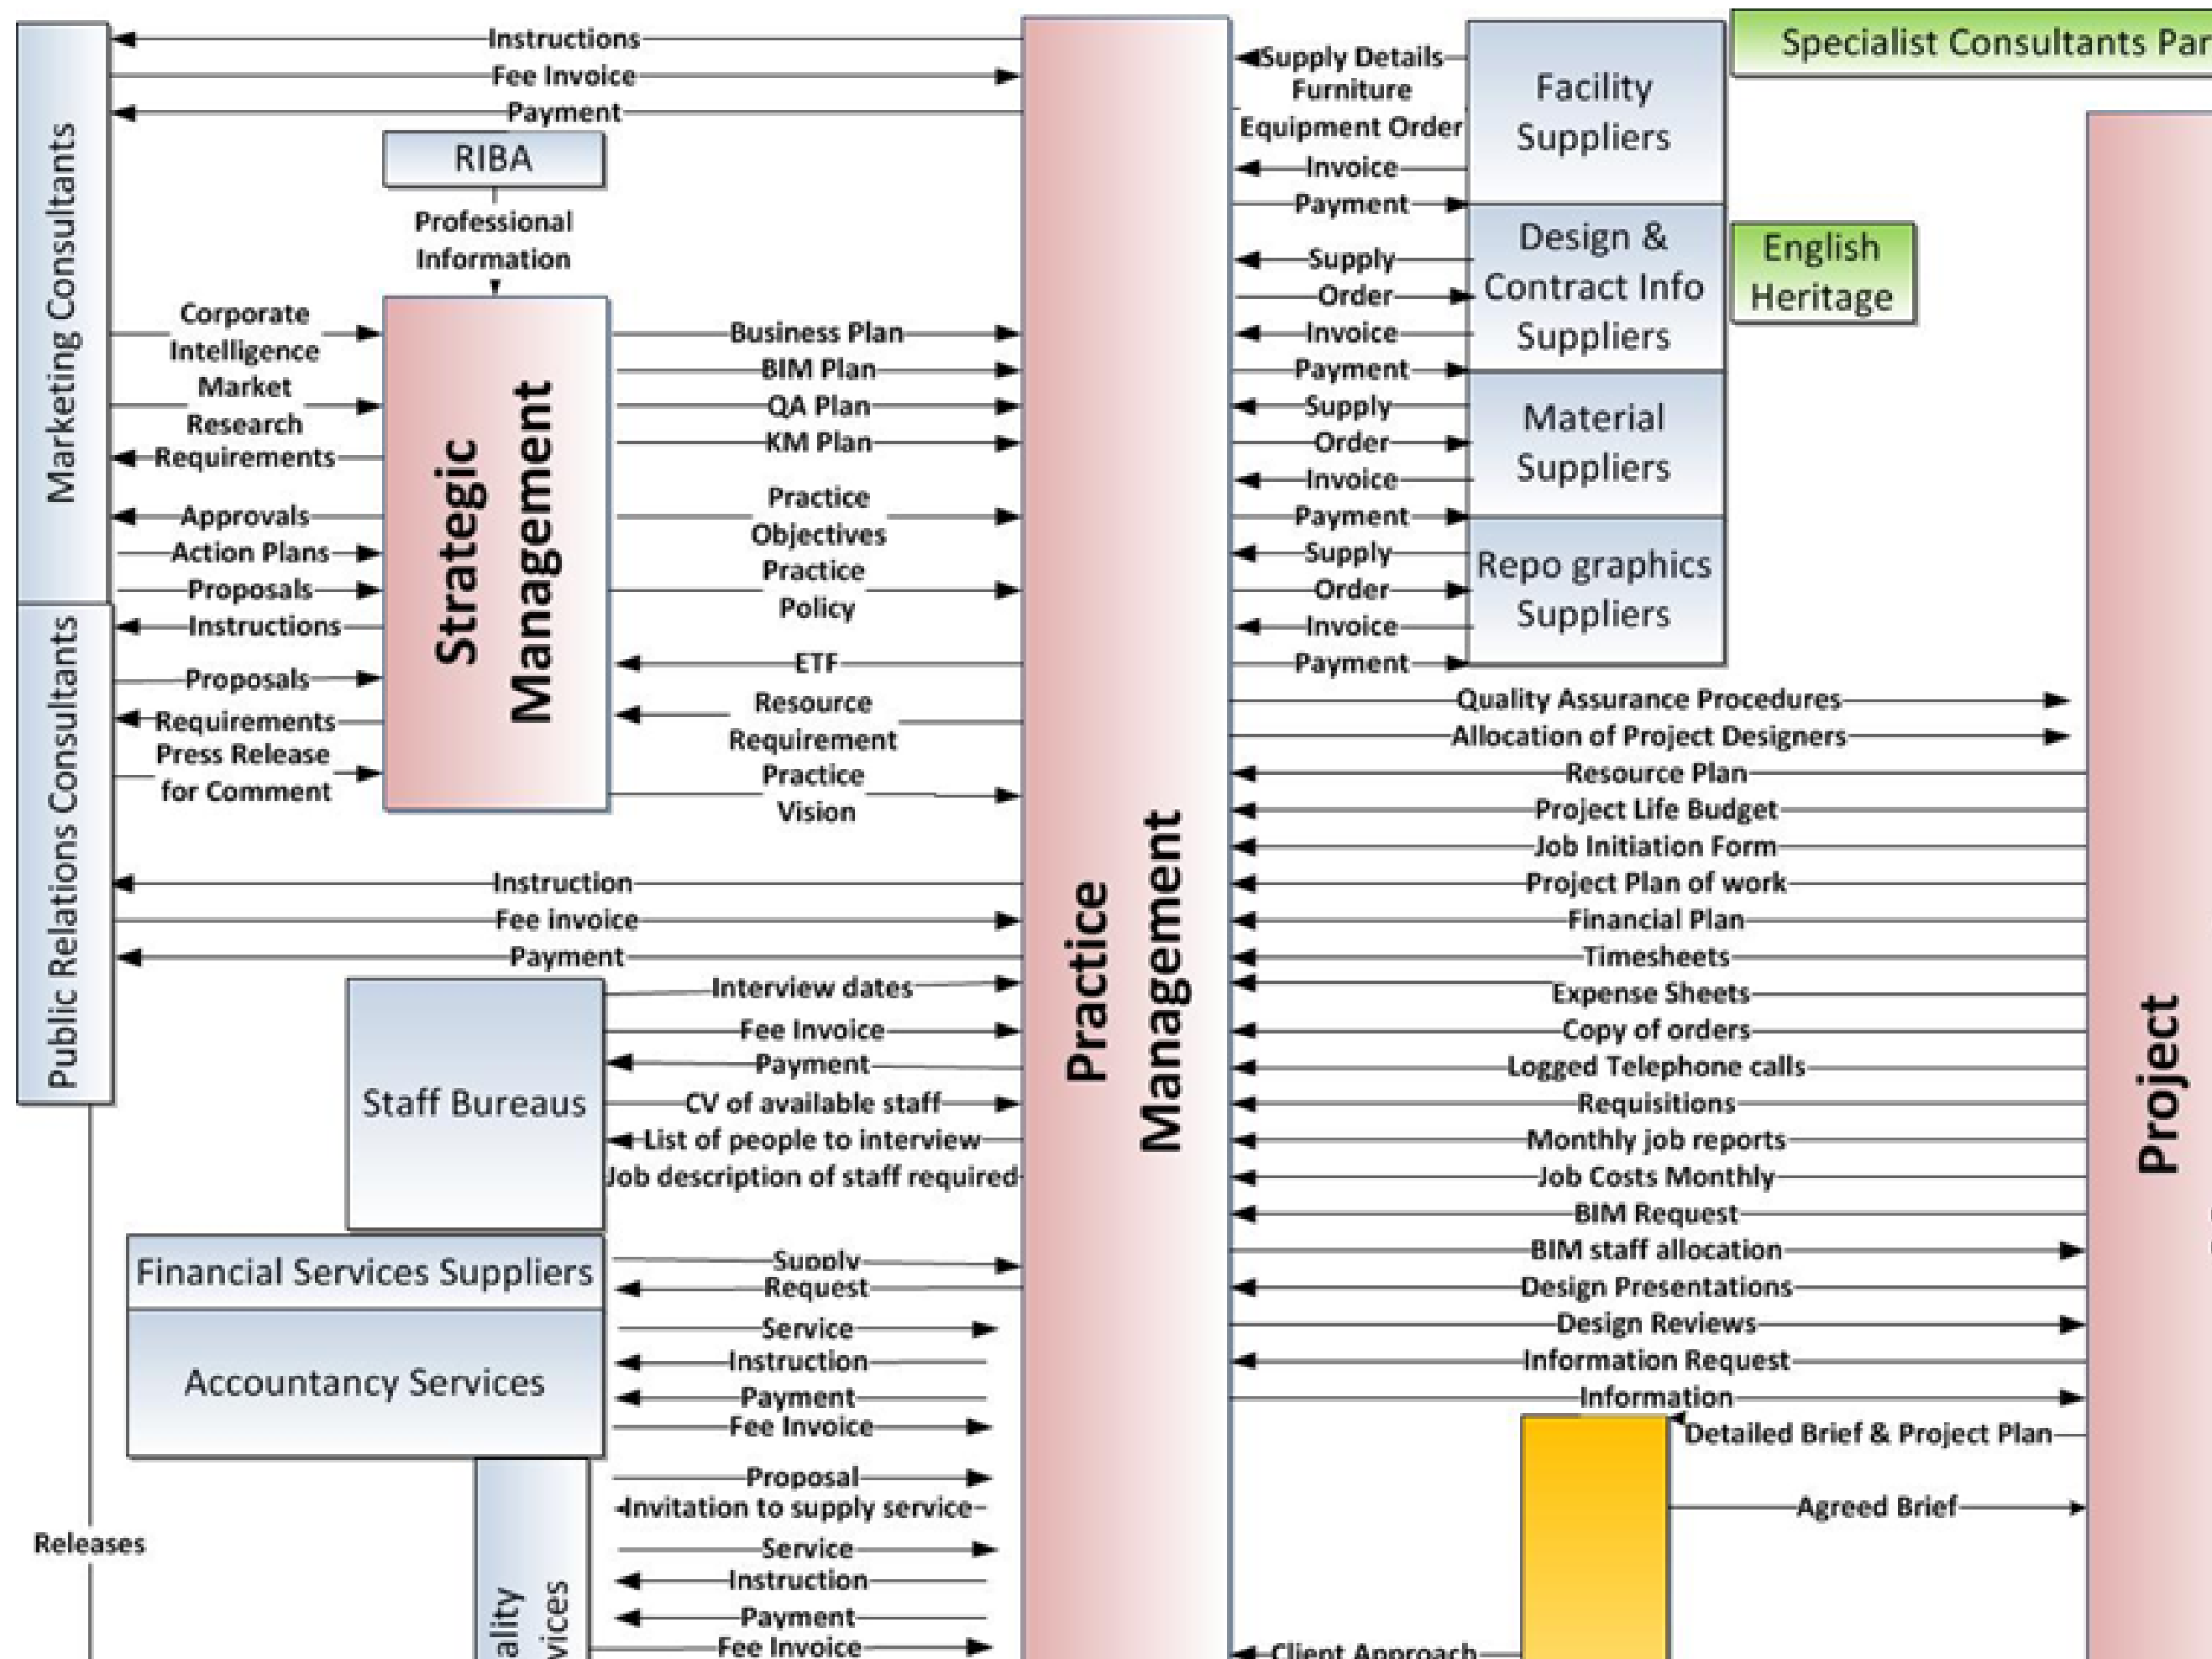 Marketing Consultants
Public Relations Consultants
Releases
Instructions
Fee Invoice
Payment
RIBA
Professional
Information
Corporate
Intelligence
Market
Research
Requirements
Approvals
Action Plans
Proposals
Instructions
Proposals
Requirements
Press Release
for Comment
Strategic
Management
Business Plan
BIM Plan
QA Plan
KM Plan
Practice
Objectives
Practice
Policy
ETF
Resource
Requirement
Practice
Vision
Instruction
Fee invoice
Payment
Staff Bureaus
Interview dates
Fee Invoice
Payment
CV of available staff
List of people to interview
Job description of staff required
Financial Services Suppliers
Supply
Request
Accountancy Services
Service
Instruction
Payment
Fee Invoice
Proposal
Invitation to supply service
Service
Instruction
Payment
Fee Invoice
ality
vices
Practice
Management
Supply Details
Furniture
Equipment Order
Invoice
Payment
Supply
Order
Invoice
Payment
Supply
Order
Invoice
Payment
Supply
Order
Invoice
Payment
Facility
Suppliers
Design &
Contract Info
Suppliers
Material
Suppliers
Repo graphics
Suppliers
Specialist Consultants Par
English
Heritage
Quality Assurance Procedures
Allocation of Project Designers
Resource Plan
Project Life Budget
Job Initiation Form
Project Plan of work
Financial Plan
Timesheets
Expense Sheets
Copy of orders
Logged Telephone calls
Requisitions
Monthly job reports
Job Costs Monthly
BIM Request
BIM staff allocation
Design Presentations
Design Reviews
Information Request
Information
Detailed Brief & Project Plan
Agreed Brief
Client Approach
Project